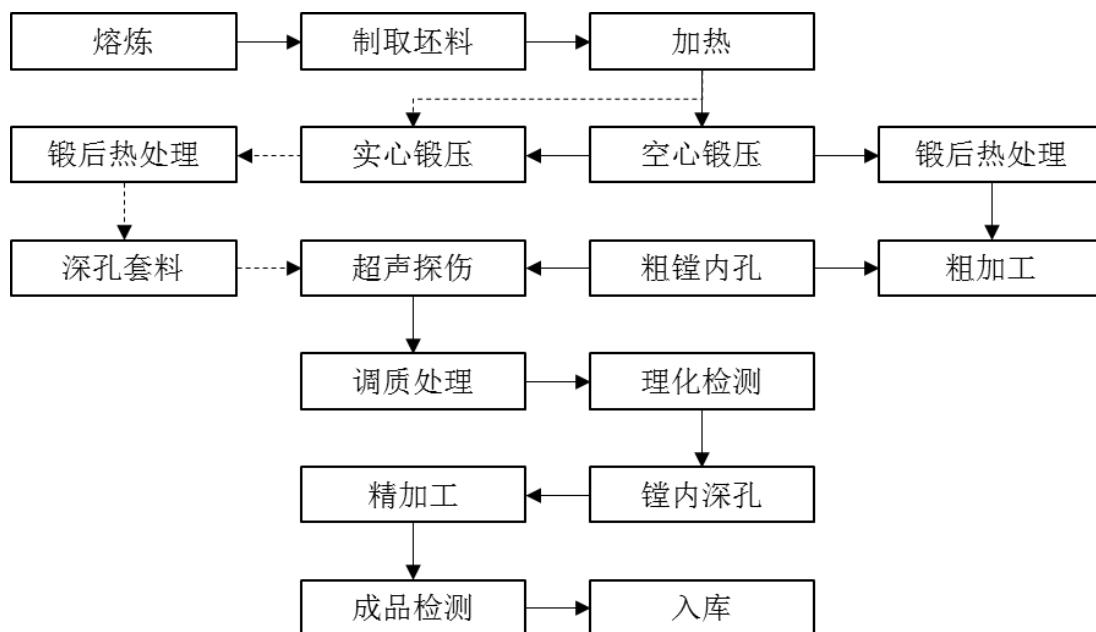 熔炼
制取坯料
加热
锻后热处理
实心锻压
空心锻压
锻后热处理
深孔套料
超声探伤
粗镗内孔
粗加工
调质处理
理化检测
精加工
镗内深孔
成品检测
入库